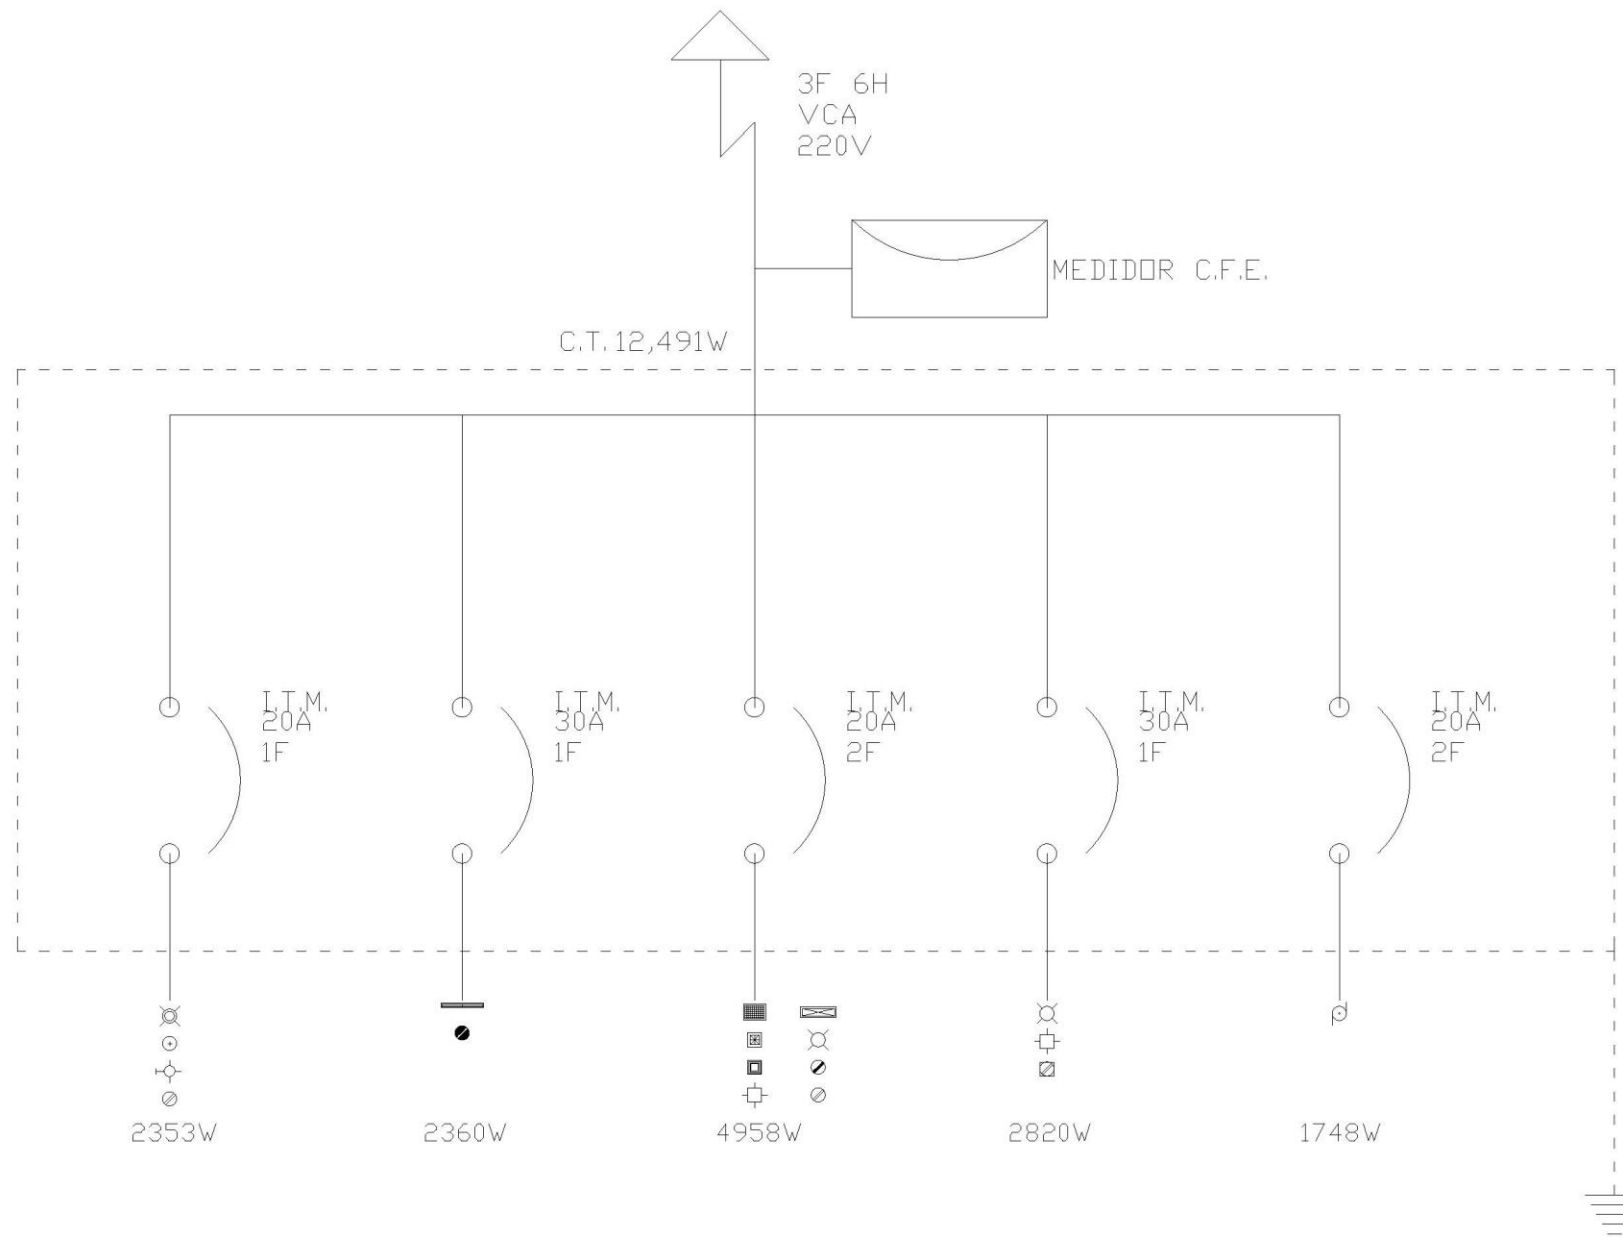 3F 6H
VCA
220V
MEDIDOR C.F.E.
C.T. 12,491W
I.T.M.
20A
1F
I.T.M.
30A
1F
I.T.M.
20A
2F
I.T.M.
30A
1F
I.T.M.
20A
2F
2353W
2360W
4958W
2820W
1748W